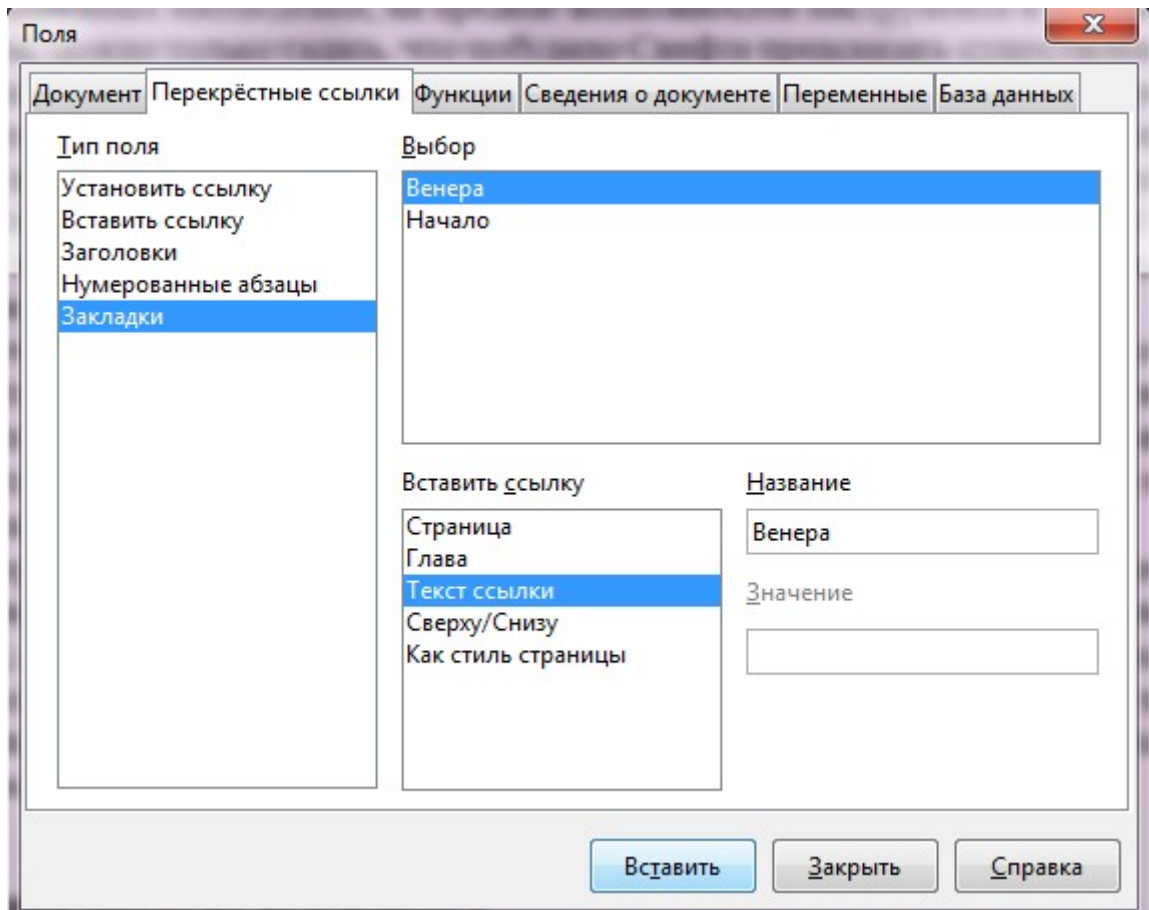 Поля
Документ Перекрёстные ссылки Функции Сведения о документе Переменные База данных
Тип поля
Установить ссылку
Вставить ссылку
Заголовки
Нумерованные абзацы
Закладки
Выбор
Венера
Начало
Вставить ссылку
Страница
Глава
Текст ссылки
Сверху/Снизу
Как стиль страницы
Название
Венера
Значение
Вставить Закрыть Справка